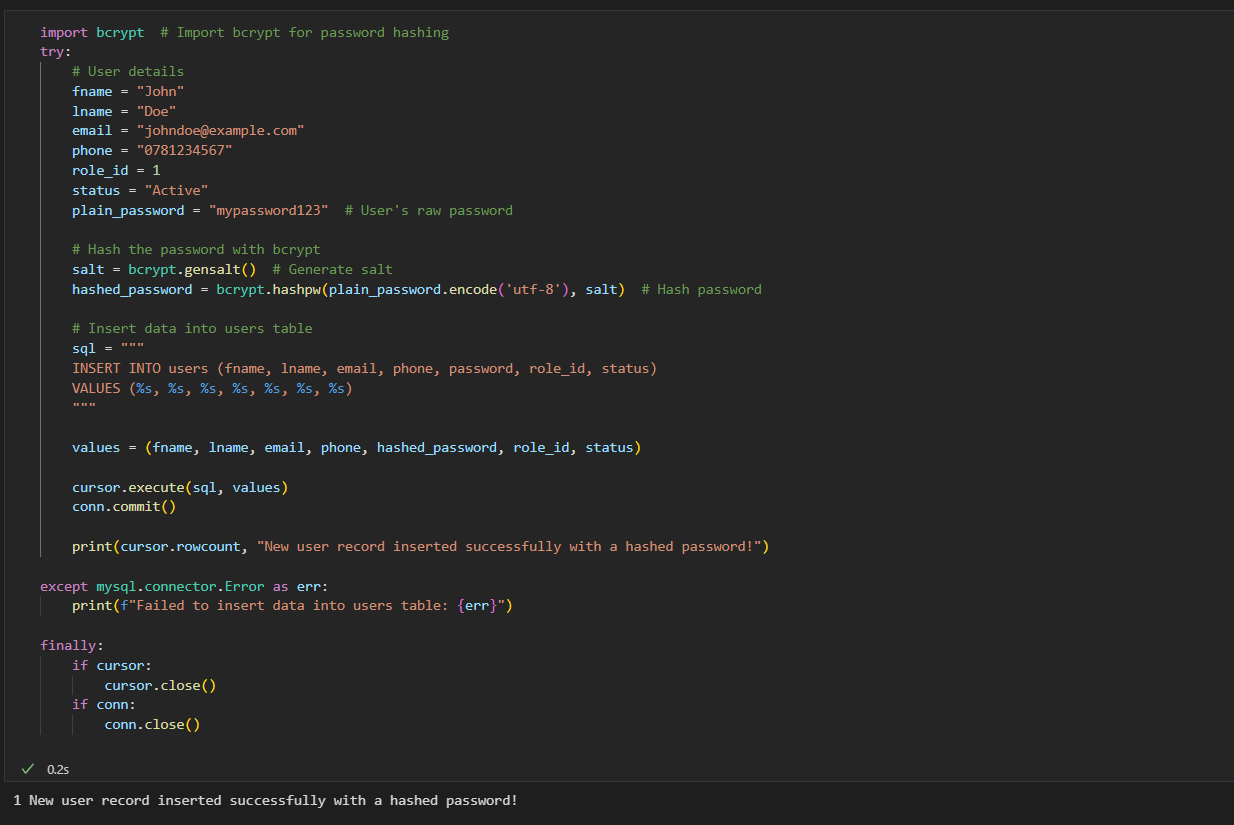 import bcrypt  # Import bcrypt for password hashing
try:
    # User details
    fname = "John"
    lname = "Doe"
    email = "johndoe@example.com"
    phone = "0781234567"
    role_id = 1
    status = "Active"
    plain_password = "mypassword123"  # User's raw password

    # Hash the password with bcrypt
    salt = bcrypt.gensalt()  # Generate salt
    hashed_password = bcrypt.hashpw(plain_password.encode('utf-8'), salt)  # Hash password

    # Insert data into users table
    sql = """
    INSERT INTO users (fname, lname, email, phone, password, role_id, status)
    VALUES (%s, %s, %s, %s, %s, %s, %s)
    """

    values = (fname, lname, email, phone, hashed_password, role_id, status)

    cursor.execute(sql, values)
    conn.commit()

    print(cursor.rowcount, "New user record inserted successfully with a hashed password!")

except mysql.connector.Error as err:
    print(f"Failed to insert data into users table: {err}")

finally:
    if cursor:
        cursor.close()
    if conn:
        conn.close()

0.2s
1 New user record inserted successfully with a hashed password!